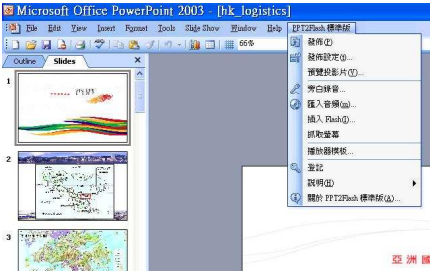 Microsoft Office PowerPoint 2003 - [hk_logistics]
File Edit View Insert Format Tools Slide Show Window Help PPT2Flash 標準版
66%
Outline Slides
發佈(P)
發佈設定(t)...
預覽投影片(V)...
旁白錄音...
匯入音頻(m)...
插入 Flash(I)...
抓取螢幕
播放器模板...
登記
說明(H)
關於 PPT2Flash 標準版(A)...
1
2
3
亞 洲 國